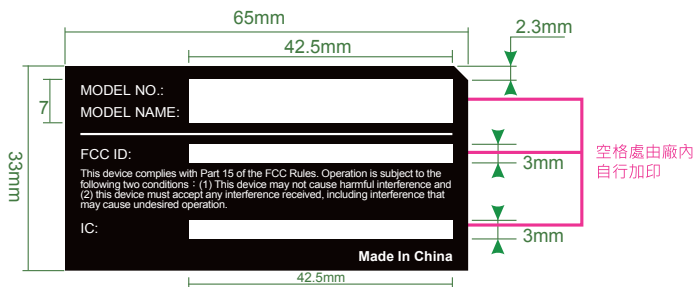 65mm
2.3mm
42.5mm
MODEL NO.:
7
MODEL NAME:
33mm
FCC ID:
3mm
空格處由廠內
自行加印
This device complies with Part 15 of the FCC Rules. Operation is subject to the
following two conditions：(1) This device may not cause harmful interference and
(2) this device must accept any interference received, including interference that
may cause undesired operation.
IC:
3mm
Made In China
42.5mm